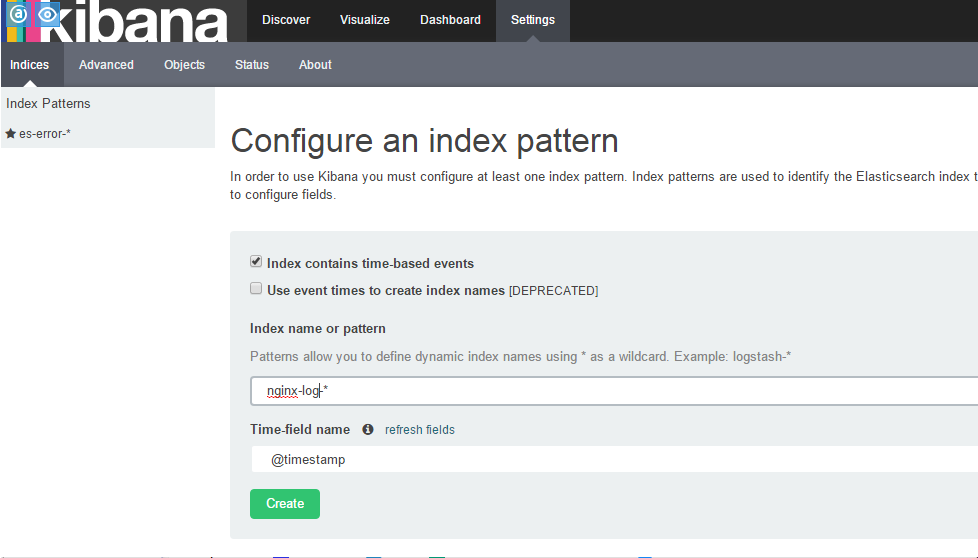 kibana
Discover Visualize Dashboard Settings
Indices Advanced Objects Status About
Index Patterns
es-error-*
Configure an index pattern
In order to use Kibana you must configure at least one index pattern. Index patterns are used to identify the Elasticsearch index t
to configure fields.
Index contains time-based events
Use event times to create index names [DEPRECATED]
Index name or pattern
Patterns allow you to define dynamic index names using * as a wildcard. Example: logstash-*
nginx-log-*
Time-field name refresh fields
@timestamp
Create